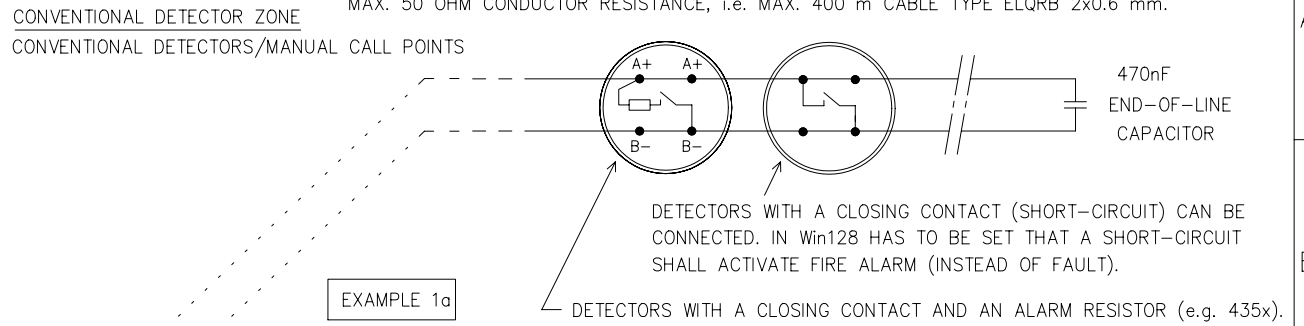 MAX. 50 OHM CONDUCTOR RESISTANCE, i.e. MAX. 400 m CABLE TYPE ELQRB 2x0.6 mm.
CONVENTIONAL DETECTOR ZONE
CONVENTIONAL DETECTORS/MANUAL CALL POINTS
A+ A+
B- B-
470nF
END-OF-LINE
CAPACITOR
DETECTORS WITH A CLOSING CONTACT (SHORT-CIRCUIT) CAN BE
CONNECTED. IN Win128 HAS TO BE SET THAT A SHORT-CIRCUIT
SHALL ACTIVATE FIRE ALARM (INSTEAD OF FAULT).
EXAMPLE 1a
DETECTORS WITH A CLOSING CONTACT AND AN ALARM RESISTOR (e.g. 435x).